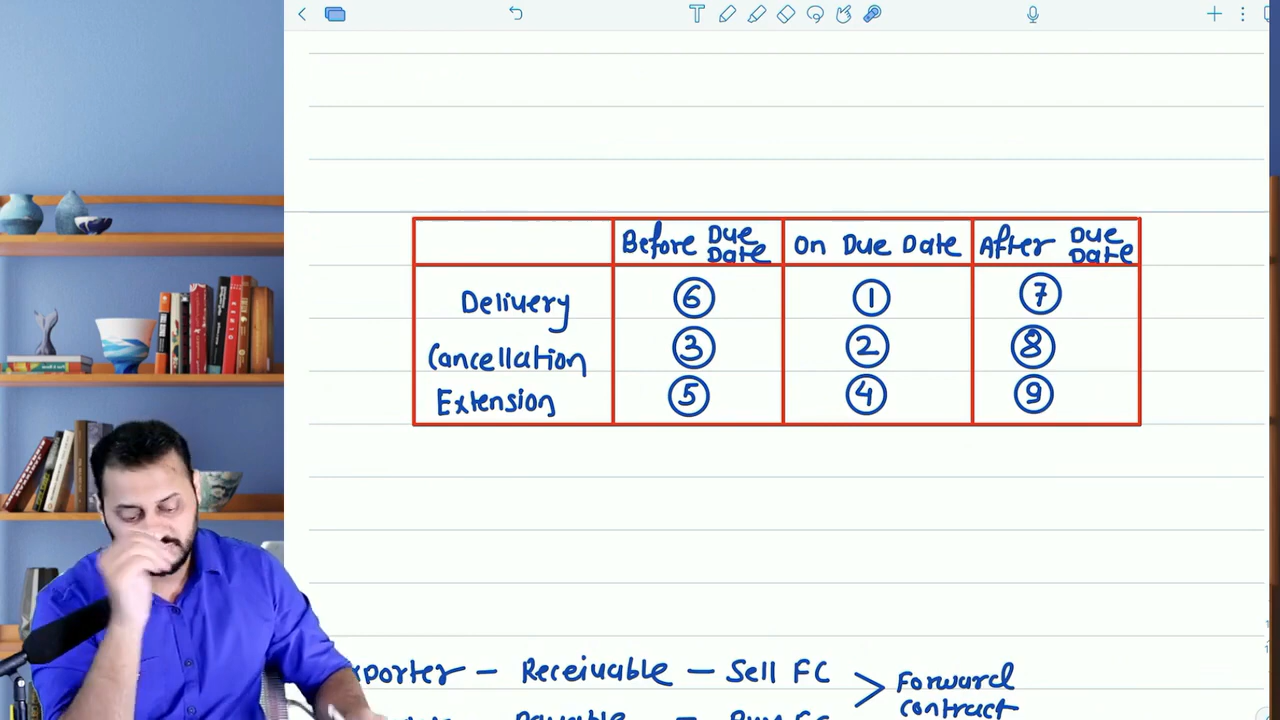 Before Due Date On Due Date After Due Date
Delivery ⑥ ① ⑦
Cancellation ③ ② ⑧
Extension ⑤ ④ ⑨
Receivable — Sell FC > Forward
contract